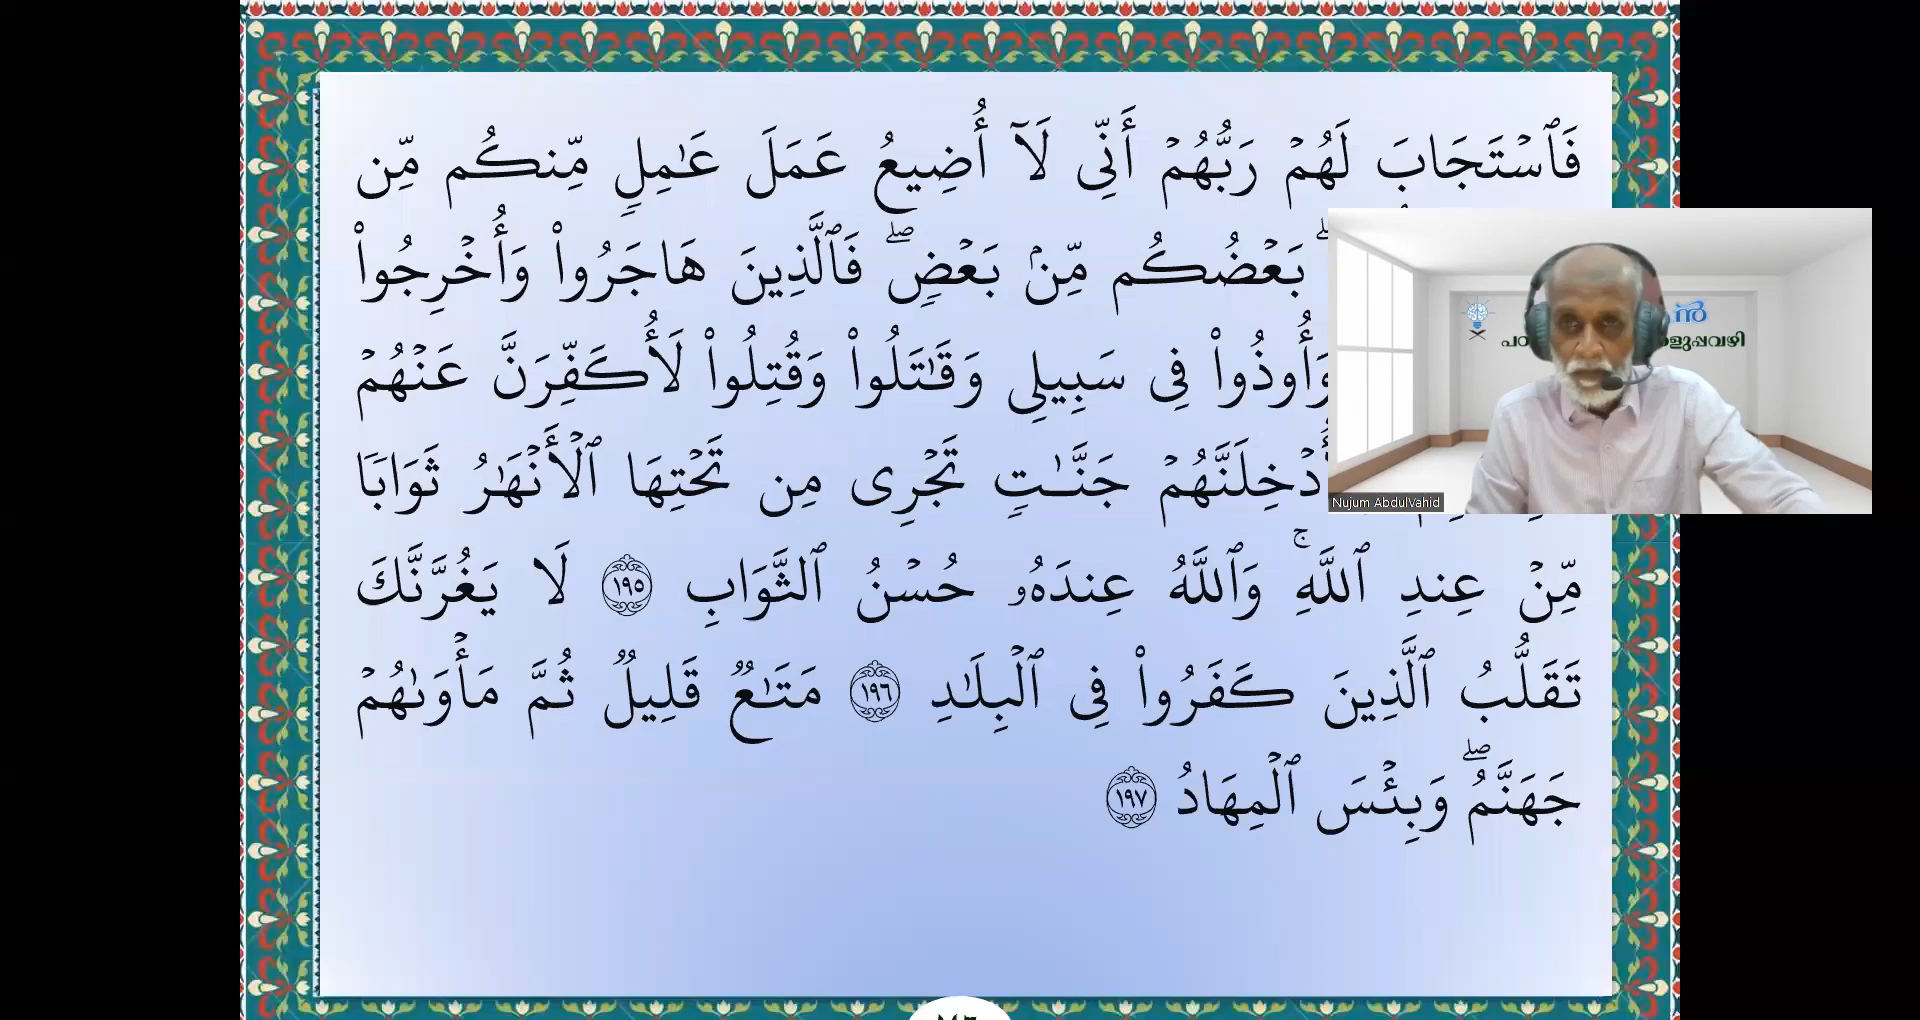 فَٱسۡتَجَابَ لَهُمۡ رَبُّهُمۡ أَنِّى لَآ أُضِيعُ عَمَلَ عَٰمِلٖ مِّنكُم مِّن
بَعۡضُكُم مِّنۢ بَعۡضٖۖ فَٱلَّذِينَ هَاجَرُواْ وَأُخۡرِجُواْ
وَأُوذُواْ فِى سَبِيلِى وَقَٰتَلُواْ وَقُتِلُواْ لَأُكَفِّرَنَّ عَنۡهُمۡ
جَنَّٰتٖ تَجۡرِى مِن تَحۡتِهَا ٱلۡأَنۡهَٰرُ ثَوَابٗا
مِّنۡ عِندِ ٱللَّهِۚ وَٱللَّهُ عِندَهُۥ حُسۡنُ ٱلثَّوَابِ ١٩٥ لَا يَغُرَّنَّكَ
تَقَلُّبُ ٱلَّذِينَ كَفَرُواْ فِى ٱلۡبِلَٰدِ ١٩٦ مَتَٰعٞ قَلِيلٞ ثُمَّ مَأۡوَىٰهُمۡ
جَهَنَّمُۖ وَبِئۡسَ ٱلۡمِهَادُ ١٩٧
Nujum AbdulVahid